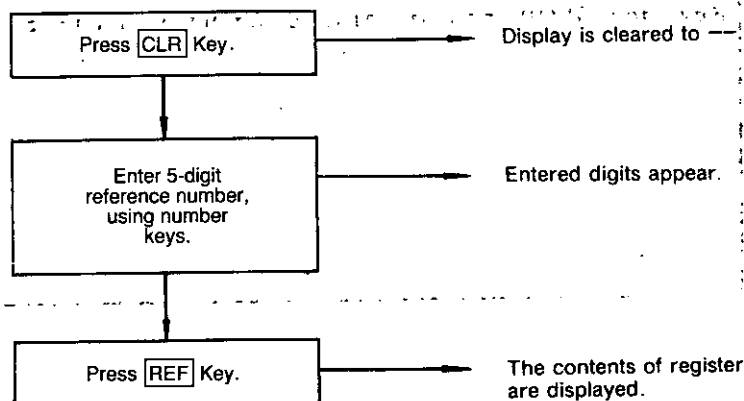 Press CLR Key.
Display is cleared to --
Enter 5-digit
reference number,
using number
keys.
Entered digits appear.
Press REF Key.
The contents of register
are displayed.